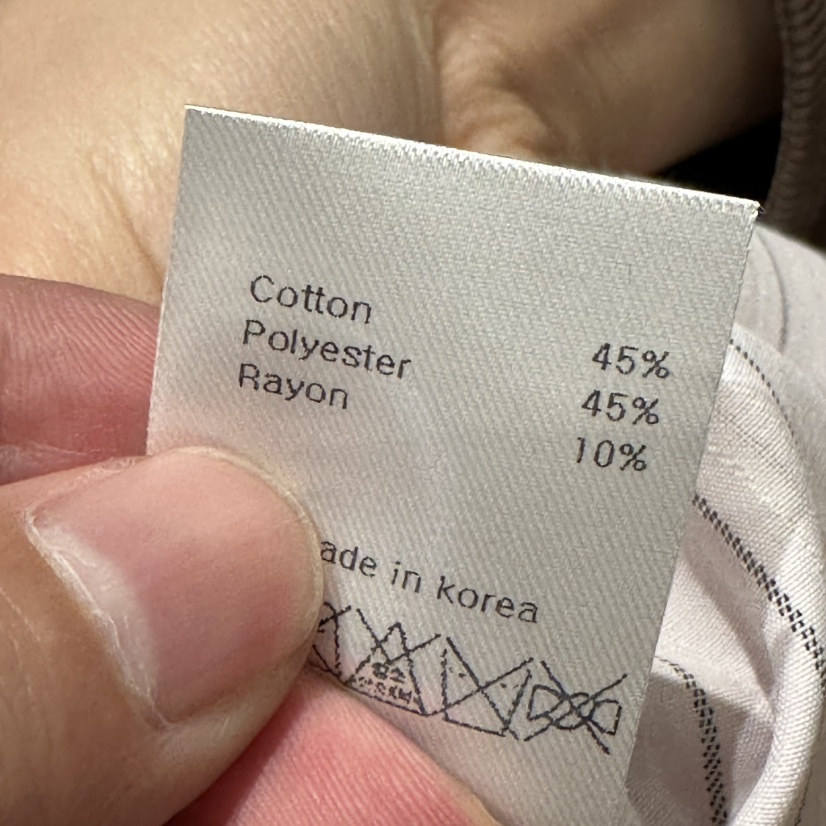 Cotton 45%
Polyester 45%
Rayon 10%
ade in korea